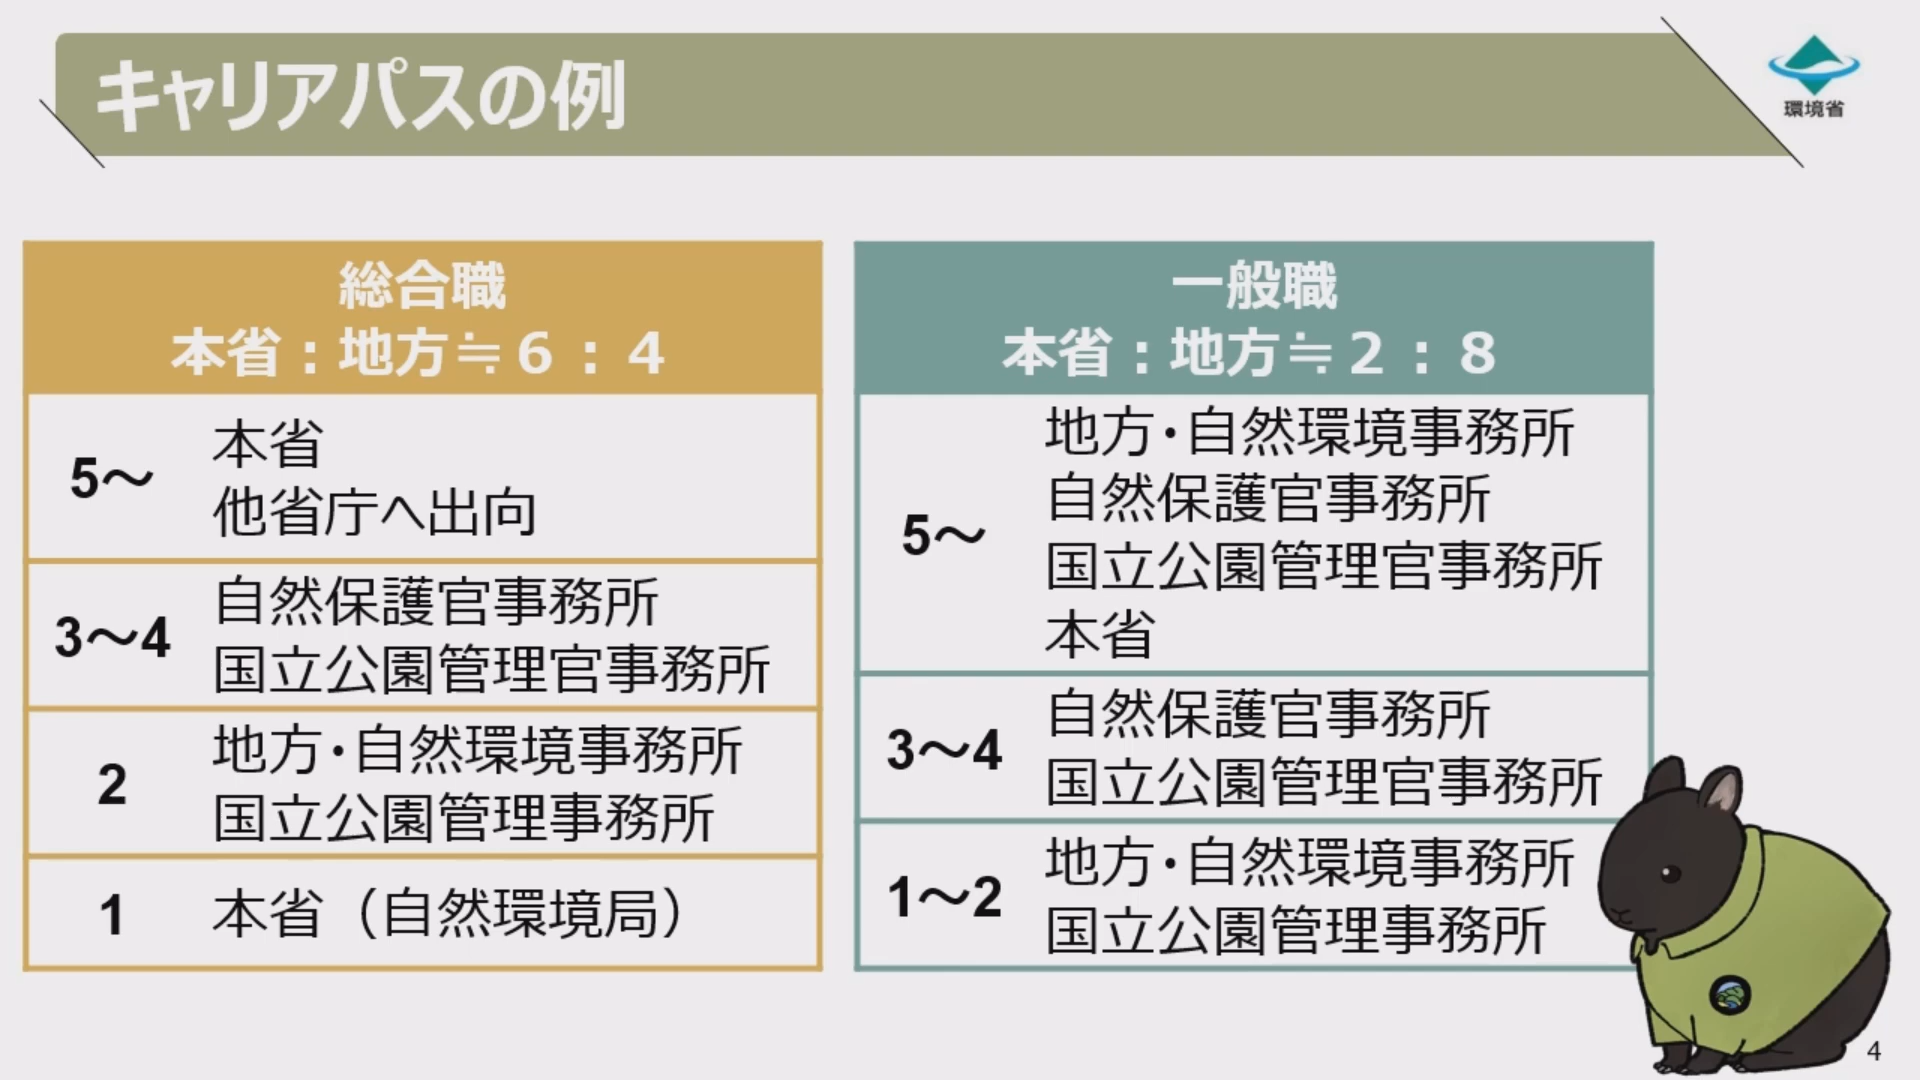 キャリアパスの例
環境省
総合職
本省：地方≒６：４
5～
本省
他省庁へ出向
3～4
自然保護官事務所
国立公園管理官事務所
2
地方･自然環境事務所
国立公園管理事務所
1
本省（自然環境局）
一般職
本省：地方≒２：８
5～
地方･自然環境事務所
自然保護官事務所
国立公園管理官事務所
本省
3～4
自然保護官事務所
国立公園管理官事務所
1～2
地方･自然環境事務所
国立公園管理事務所
4